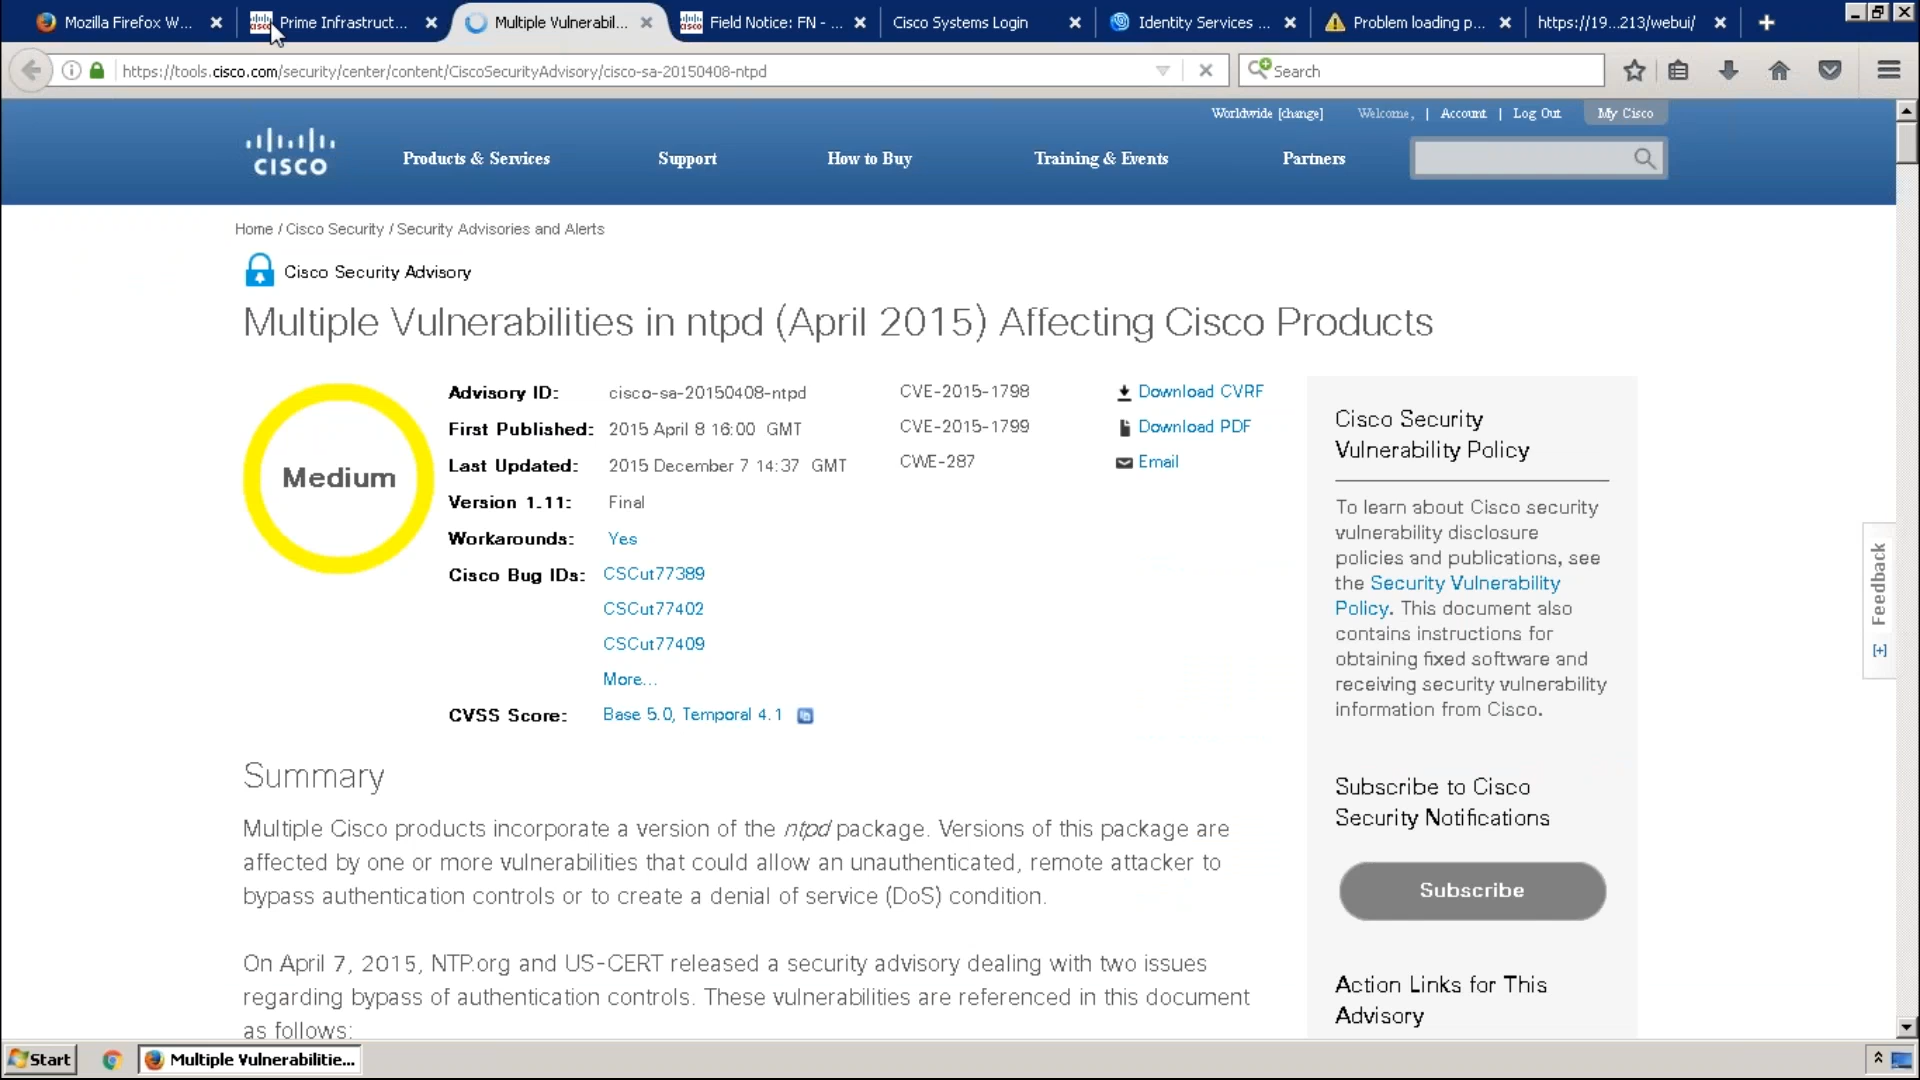 Mozilla Firefox W...
Prime Infrastruct...
Multiple Vulnerabil...
Field Notice: FN - ...
Cisco Systems Login
Identity Services ...
Problem loading p...
https://19...213/webui/
https://tools.cisco.com/security/center/content/CiscoSecurityAdvisory/cisco-sa-20150408-ntpd
Search
Worldwide [change]
Welcome, | Account | Log Out
My Cisco
CISCO
Products & Services
Support
How to Buy
Training & Events
Partners
Home / Cisco Security / Security Advisories and Alerts
Cisco Security Advisory
Multiple Vulnerabilities in ntpd (April 2015) Affecting Cisco Products
Medium
Advisory ID: cisco-sa-20150408-ntpd
First Published: 2015 April 8 16:00 GMT
Last Updated: 2015 December 7 14:37 GMT
Version 1.11: Final
Workarounds: Yes
Cisco Bug IDs: CSCut77389
CSCut77402
CSCut77409
More...
CVSS Score: Base 5.0, Temporal 4.1
CVE-2015-1798
CVE-2015-1799
CWE-287
Download CVRF
Download PDF
Email
Summary
Multiple Cisco products incorporate a version of the ntpd package. Versions of this package are
affected by one or more vulnerabilities that could allow an unauthenticated, remote attacker to
bypass authentication controls or to create a denial of service (DoS) condition.
On April 7, 2015, NTP.org and US-CERT released a security advisory dealing with two issues
regarding bypass of authentication controls. These vulnerabilities are referenced in this document
as follows:
Cisco Security
Vulnerability Policy
To learn about Cisco security
vulnerability disclosure
policies and publications, see
the Security Vulnerability
Policy. This document also
contains instructions for
obtaining fixed software and
receiving security vulnerability
information from Cisco.
Subscribe to Cisco
Security Notifications
Subscribe
Action Links for This
Advisory
Feedback
[+]
Start
Multiple Vulnerabilitie...